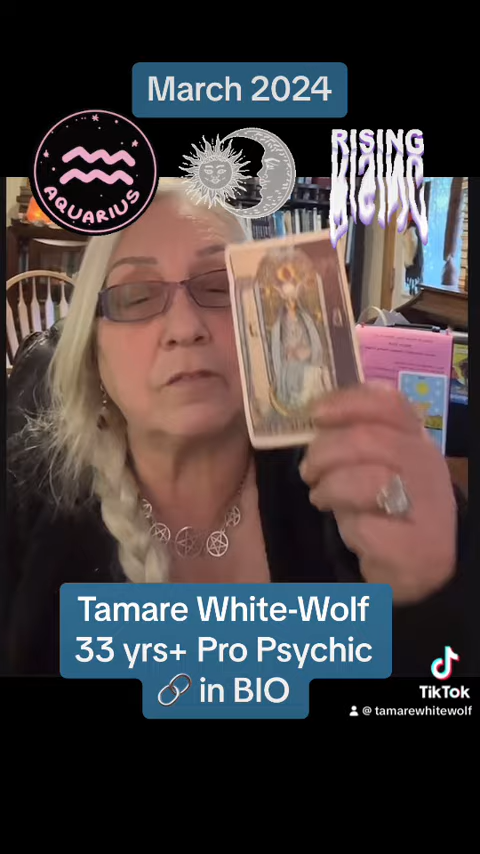 March 2024
AQUARIUS
RISING
Tamare White-Wolf
33 yrs+ Pro Psychic
🔗 in BIO
TikTok
@ tamarewhitewolf